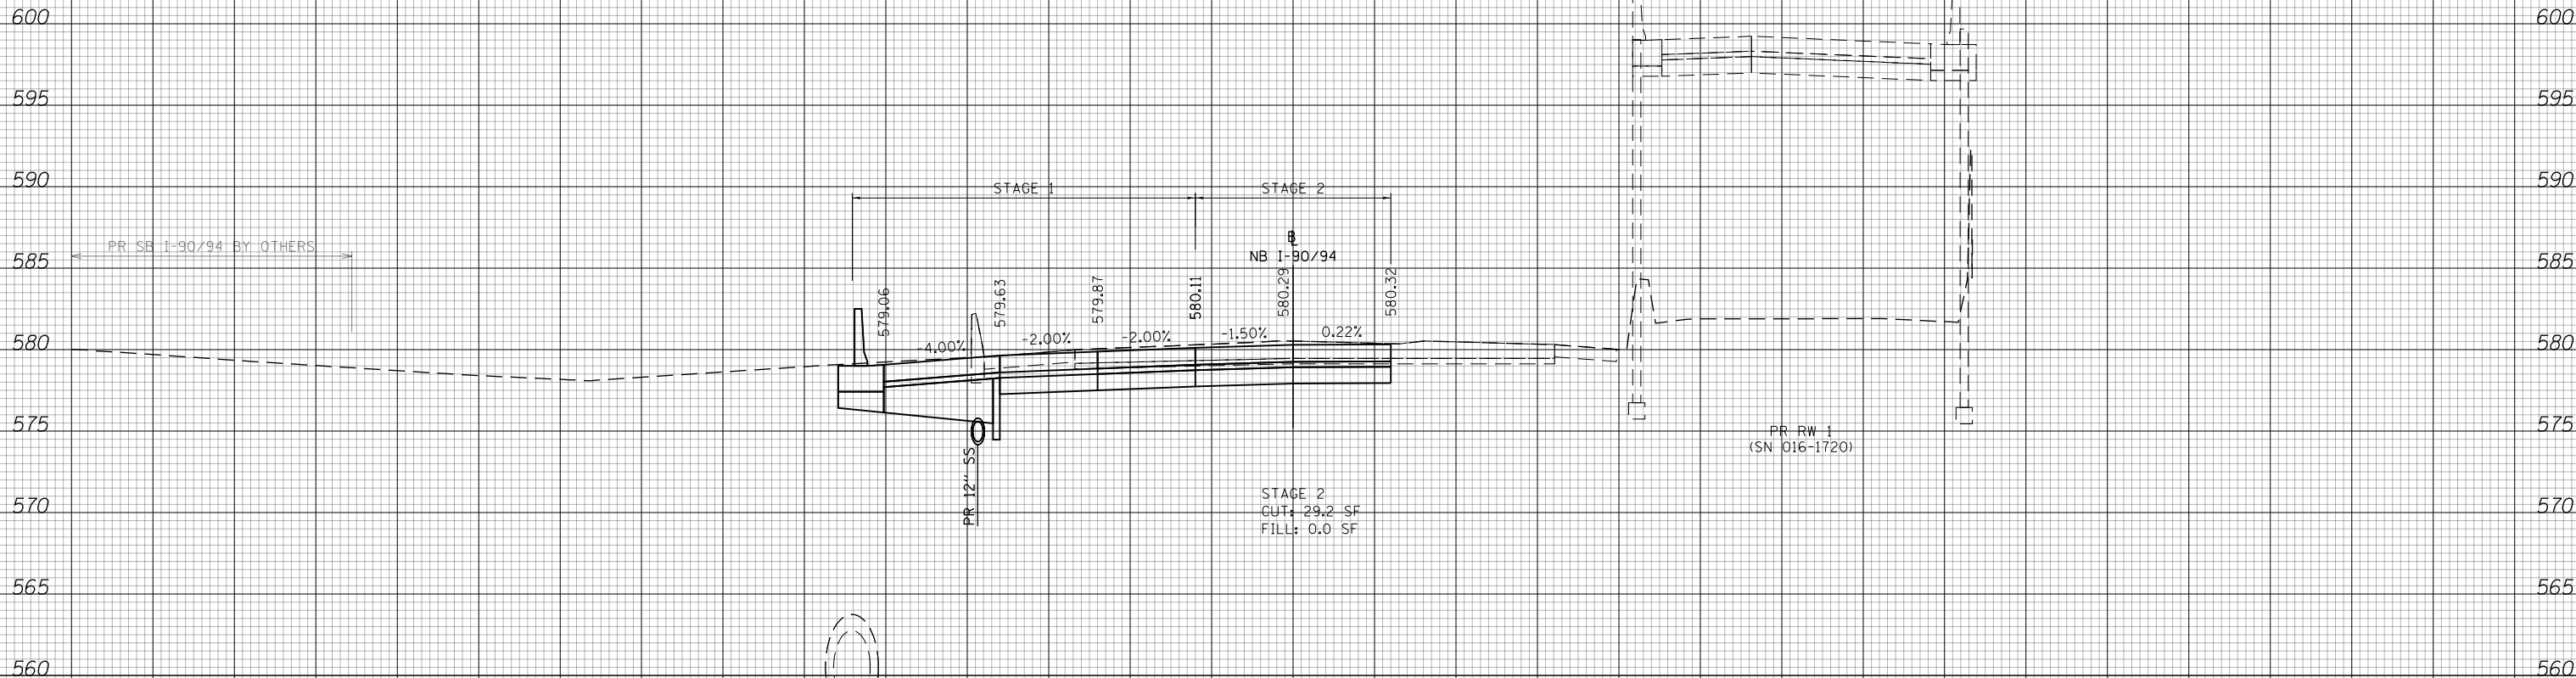 600
600
595
595
590
590
STAGE 1
STAGE 2
PR SB I-90/94 BY OTHERS
NB I-90/94
585
585
579.06
579.63
579.87
580.11
580.29
580.32
580
580
-4.00%
-2.00%
-2.00%
-1.50%
0.22%
575
575
PR RW 1
(SN 016-1720)
PR 12" SS
STAGE 2
CUT: 29.2 SF
FILL: 0.0 SF
570
570
565
565
560
560